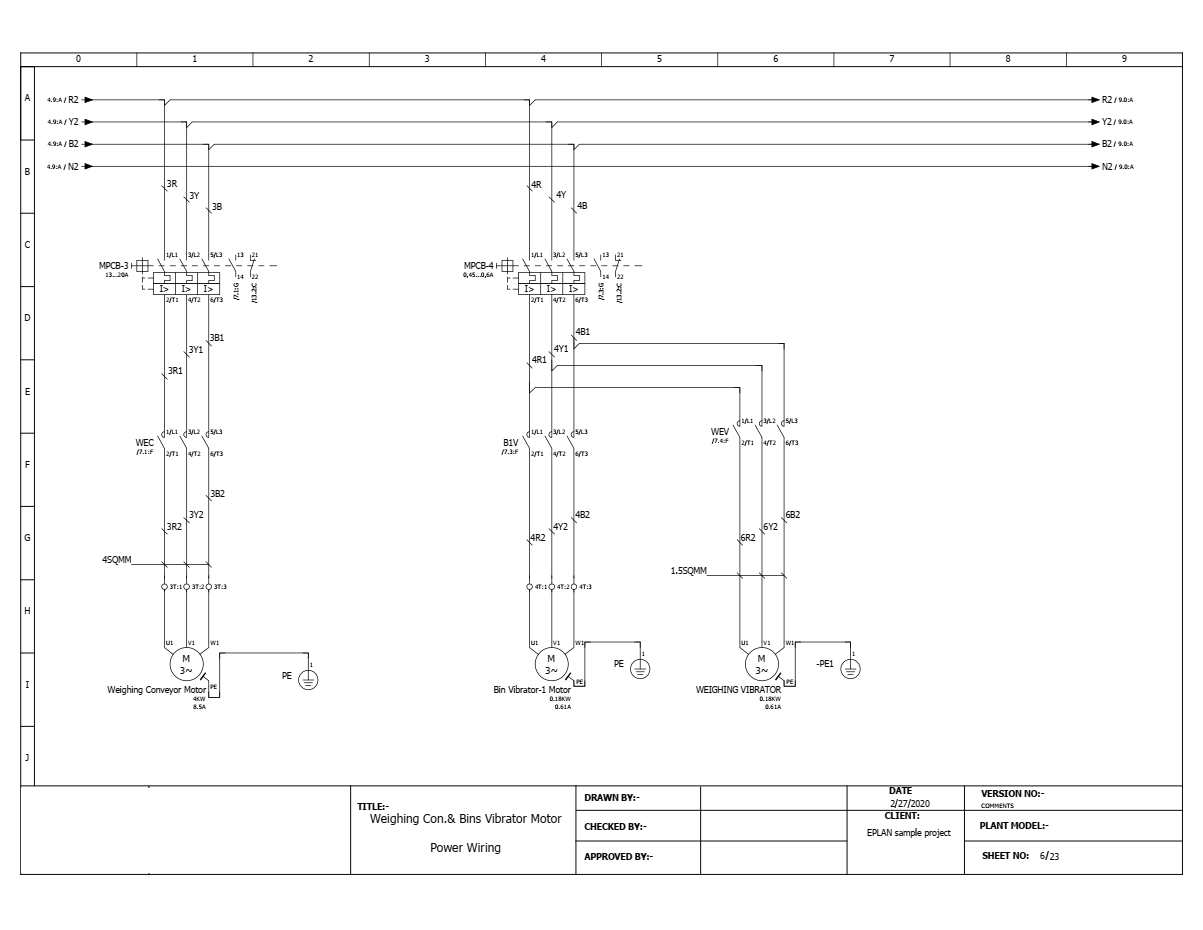 0 1 2 3 4 5 6 7 8 9
A
4.9:A / R2
R2 / 9.0:A
4.9:A / Y2
Y2 / 9.0:A
B
4.9:A / B2
B2 / 9.0:A
4.9:A / N2
N2 / 9.0:A
3R
3Y
3B
4R
4Y
4B
C
MPCB-3
13...20A
1/L1 3/L2 5/L3 13 21
I> I> I> 14 22
2/T1 4/T2 6/T3
/7.1:G
/13.2:C
MPCB-4
0,45...0,6A
1/L1 3/L2 5/L3 13 21
I> I> I> 14 22
2/T1 4/T2 6/T3
/7.3:G
/13.2:C
D
3B1
3Y1
3R1
4B1
4Y1
4R1
E
WEC
/7.1:F
1/L1 3/L2 5/L3
2/T1 4/T2 6/T3
B1V
/7.3:F
1/L1 3/L2 5/L3
2/T1 4/T2 6/T3
WEV
/7.4:F
1/L1 3/L2 5/L3
2/T1 4/T2 6/T3
F
3B2
3Y2
3R2
4B2
4Y2
4R2
6B2
6Y2
6R2
G
4SQMM
1.5SQMM
3T:1 3T:2 3T:3
4T:1 4T:2 4T:3
H
U1 V1 W1
M
3~
PE
PE
1
Weighing Conveyor Motor
4KW
8.5A
U1 V1 W1
M
3~
PE
PE
1
Bin Vibrator-1 Motor
0.18KW
0.61A
U1 V1 W1
M
3~
PE
-PE1
1
WEIGHING VIBRATOR
0.18KW
0.61A
I
J
TITLE:-
Weighing Con.& Bins Vibrator Motor
Power Wiring
DRAWN BY:-
CHECKED BY:-
APPROVED BY:-
DATE
2/27/2020
CLIENT:
EPLAN sample project
VERSION NO:-
COMMENTS
PLANT MODEL:-
SHEET NO: 6/23